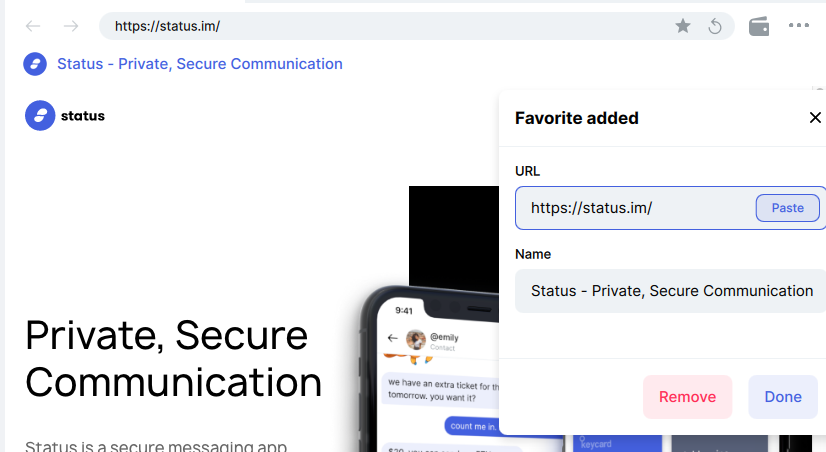 https://status.im/
Status - Private, Secure Communication
status
Favorite added
URL
https://status.im/
Paste
Name
Status - Private, Secure Communication
Remove
Done
Private, Secure
Communication
Status is a secure messaging app
9:41
@emily
Contact
we have an extra ticket for th
tomorrow. you want it?
count me in.
keycard